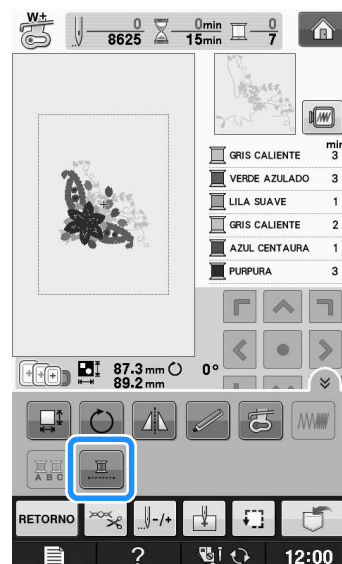 W+
0 0min 0
8625 15min 7
min
GRIS CALIENTE 3
VERDE AZULADO 3
LILA SUAVE 1
GRIS CALIENTE 2
AZUL CENTAURA 1
PURPURA 3
87.3 mm 0°
89.2 mm
A B C
RETORNO -/+
? 12:00